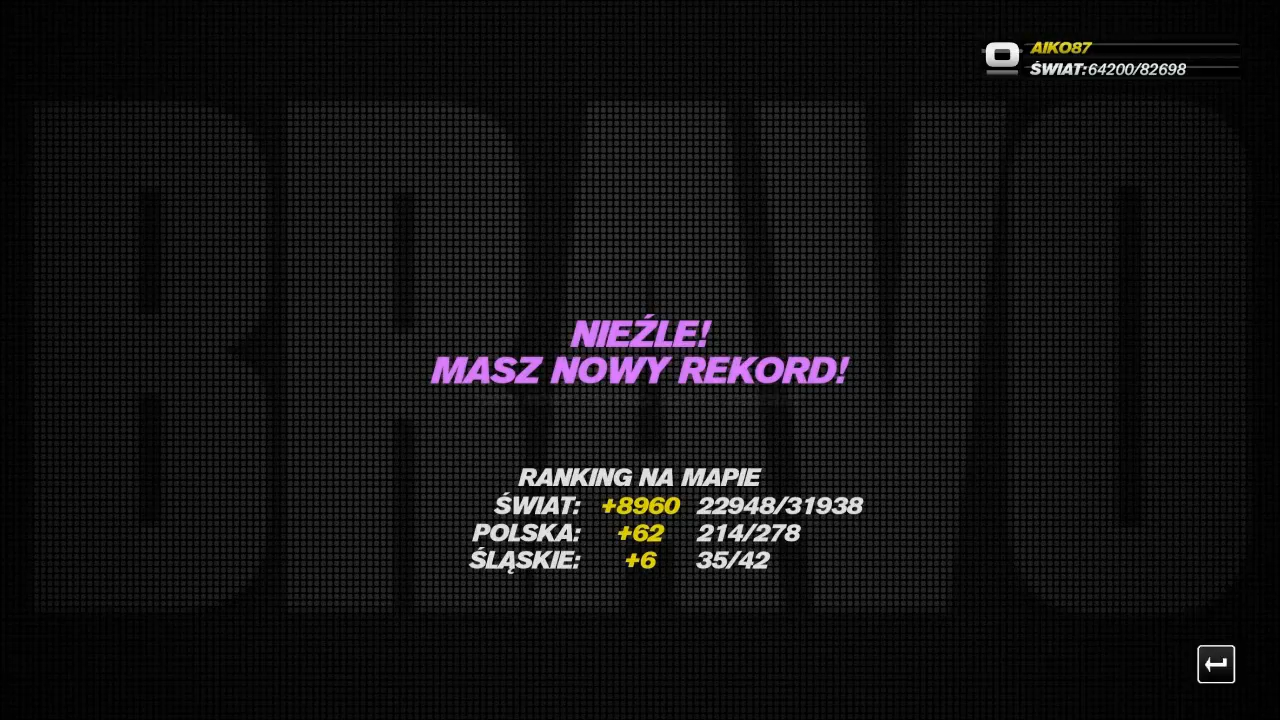 AIKO87
ŚWIAT:64200/82698
BRAVO
NIEŹLE!
MASZ NOWY REKORD!
RANKING NA MAPIE
ŚWIAT: +8960 22948/31938
POLSKA: +62 214/278
ŚLĄSKIE: +6 35/42